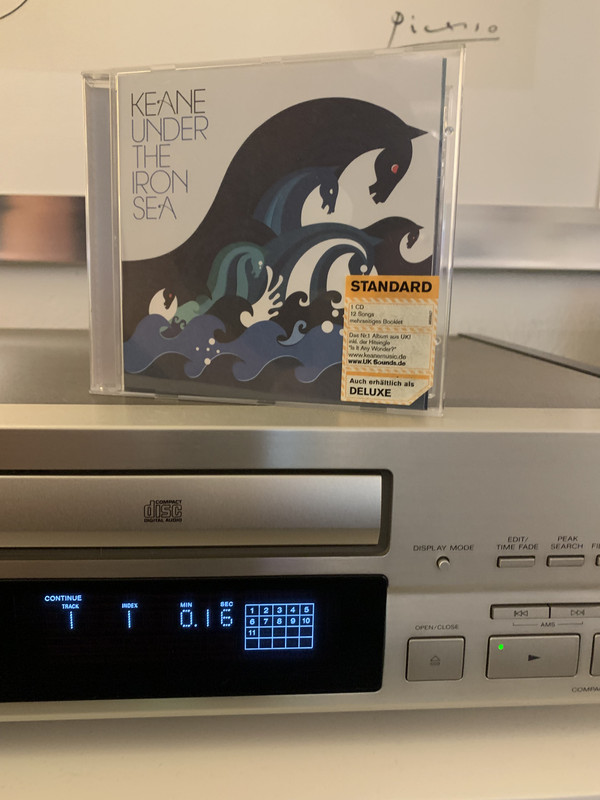 Picasso
KEANE
UNDER
THE
IRON
SEA
STANDARD
1 CD
12 Songs
mehrseitiges Booklet
Das Nr.1 Album aus UK!
inkl. der Hitsingle
"Is It Any Wonder?"
www.keanemusic.de
www.UK Sounds.de
Auch erhältlich als
DELUXE
COMPACT
disc
DIGITAL AUDIO
DISPLAY MODE
EDIT/
TIME FADE
PEAK
SEARCH
CONTINUE
TRACK INDEX MIN SEC
1 1 0.16
1 2 3 4 5
6 7 8 9 10
11
AMS
OPEN/CLOSE
COMPA